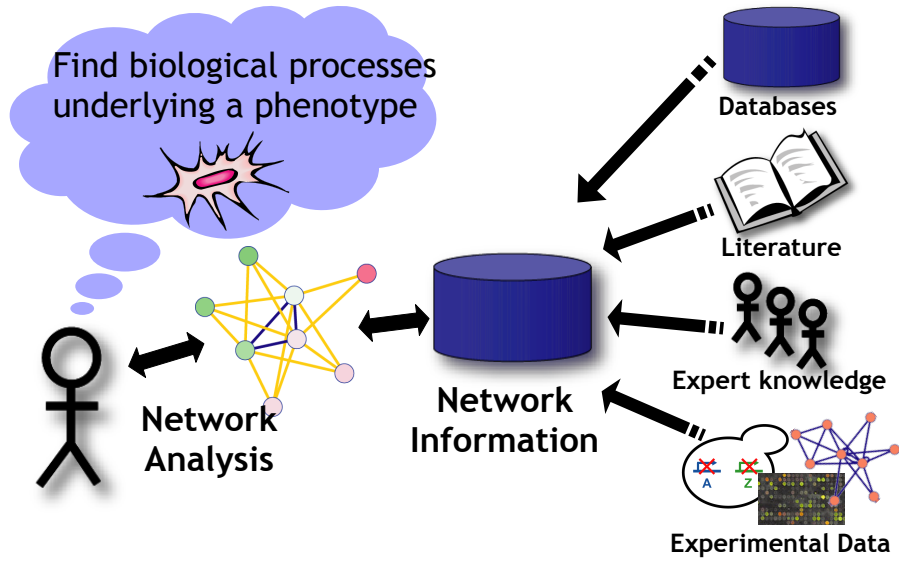 Find biological processes
underlying a phenotype
Databases
Literature
Expert knowledge
Network
Analysis
Network
Information
A Z
Experimental Data